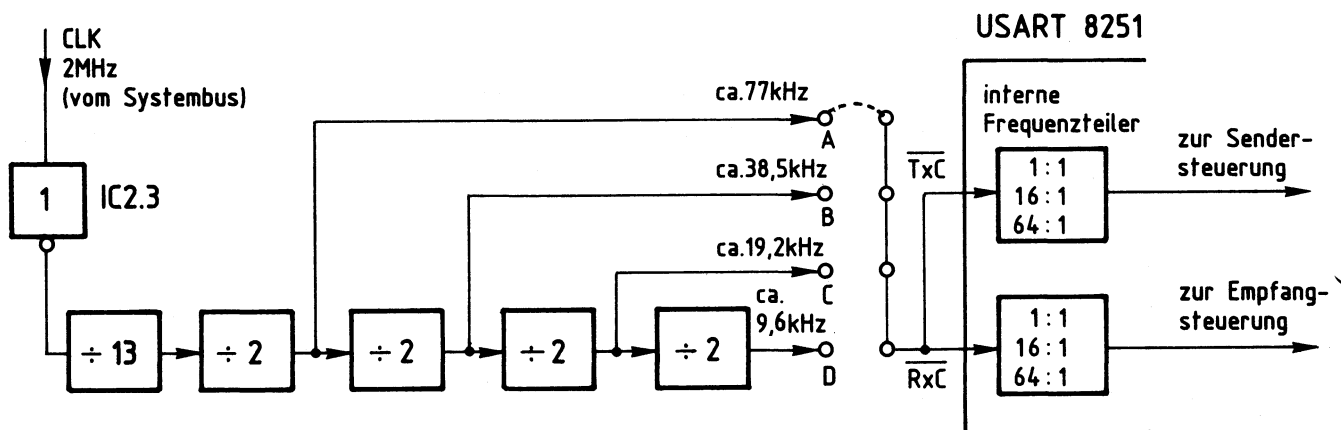 USART 8251
CLK
2MHz
(vom Systembus)
1
IC2.3
÷ 13
÷ 2
÷ 2
÷ 2
÷ 2
ca.77kHz
A
ca.38,5kHz
B
ca.19,2kHz
C
ca.
9,6kHz
D
TxC
RxC
interne
Frequenzteiler
1:1
16:1
64:1
zur Sender-
steuerung
1:1
16:1
64:1
zur Empfang-
steuerung